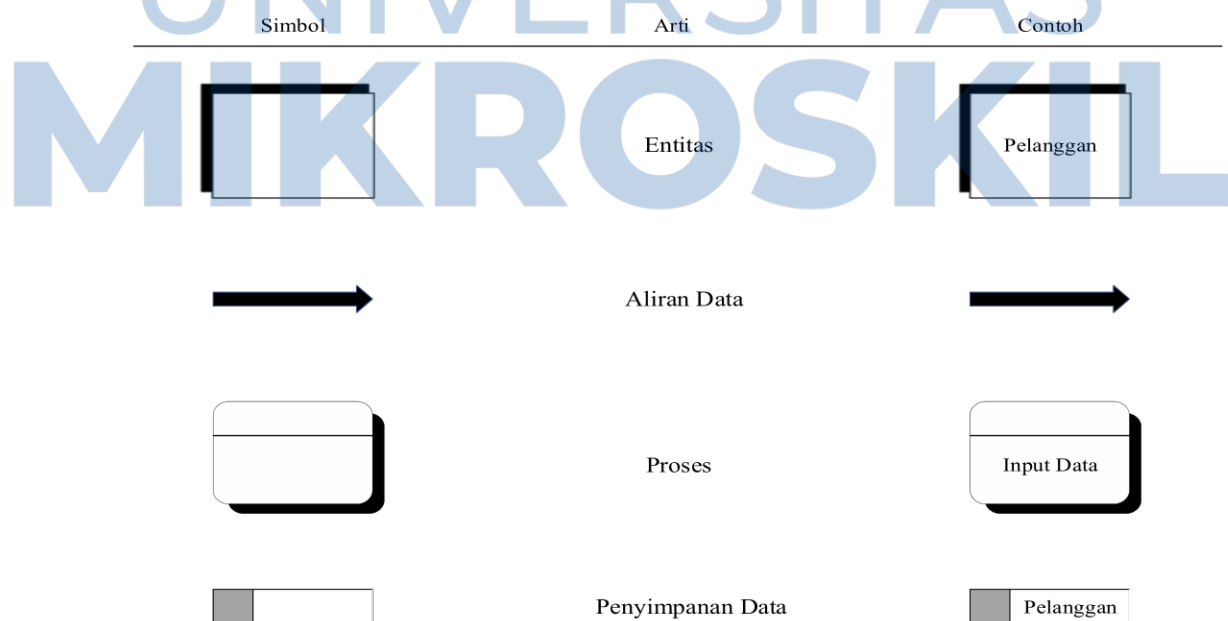 UNIVERSITAS
Simbol Arti Contoh
MIKROSKIL
Entitas Pelanggan
Aliran Data
Proses Input Data
Penyimpanan Data Pelanggan